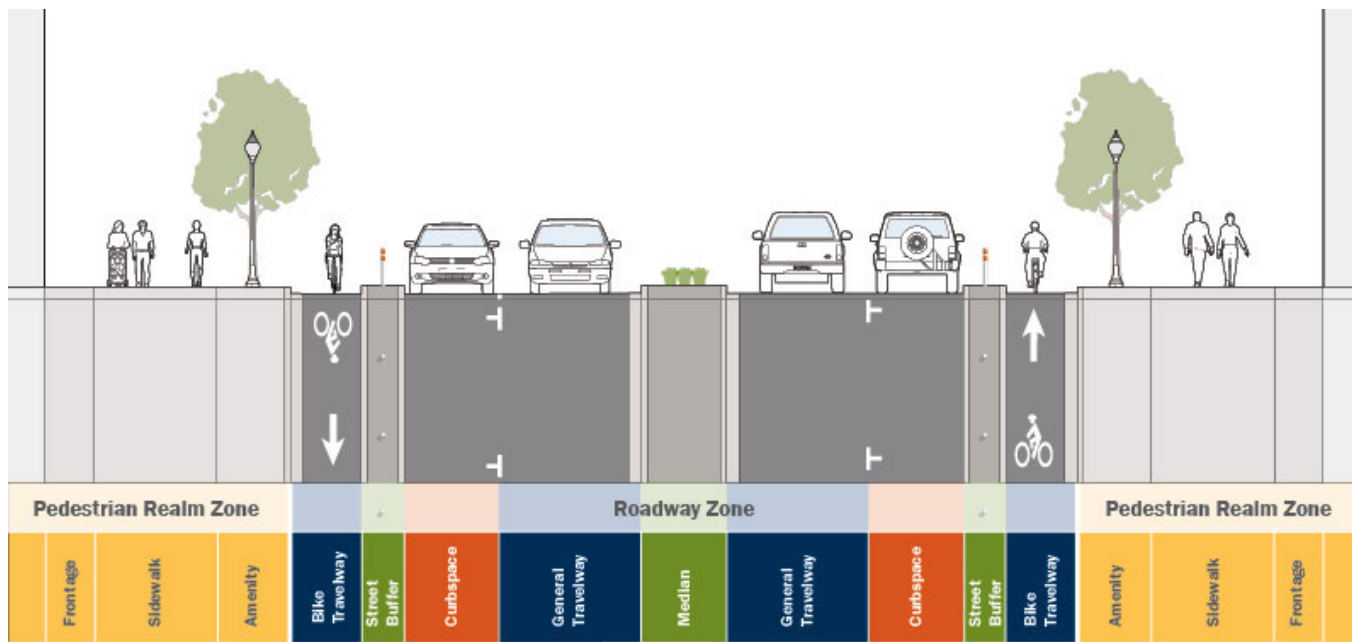 Pedestrian Realm Zone
Roadway Zone
Pedestrian Realm Zone
Frontage
Sidewalk
Amenity
Bike
Travelway
Street
Buffer
Curbspace
General
Travelway
Median
General
Travelway
Curbspace
Street
Buffer
Bike
Travelway
Amenity
Sidewalk
Frontage